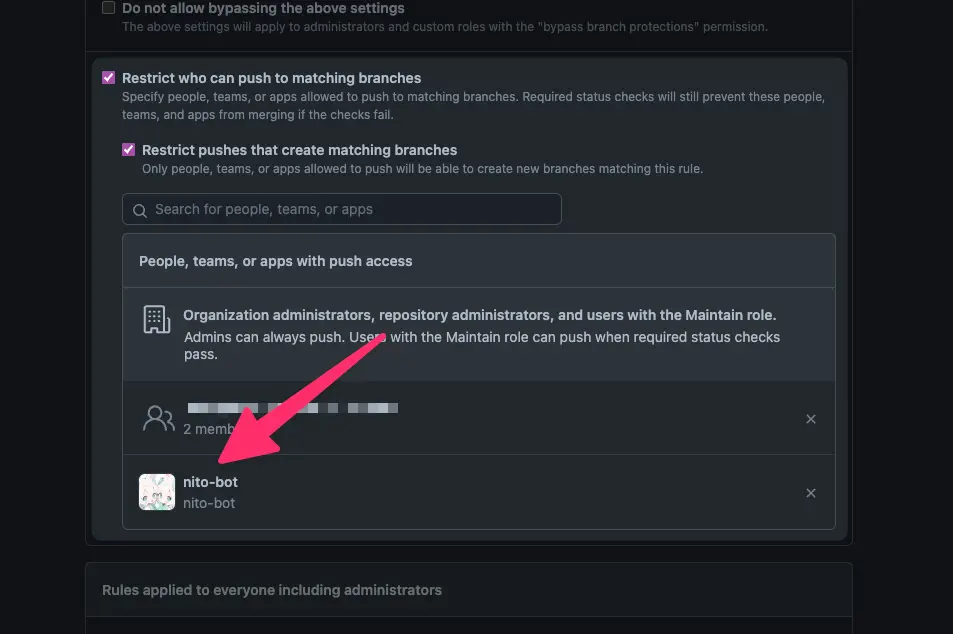 Do not allow bypassing the above settings
The above settings will apply to administrators and custom roles with the "bypass branch protections" permission.
Restrict who can push to matching branches
Specify people, teams, or apps allowed to push to matching branches. Required status checks will still prevent these people,
teams, and apps from merging if the checks fail.
Restrict pushes that create matching branches
Only people, teams, or apps allowed to push will be able to create new branches matching this rule.
Search for people, teams, or apps
People, teams, or apps with push access
Organization administrators, repository administrators, and users with the Maintain role.
Admins can always push. Users with the Maintain role can push when required status checks
pass.
2
nito-bot
nito-bot
Rules applied to everyone including administrators